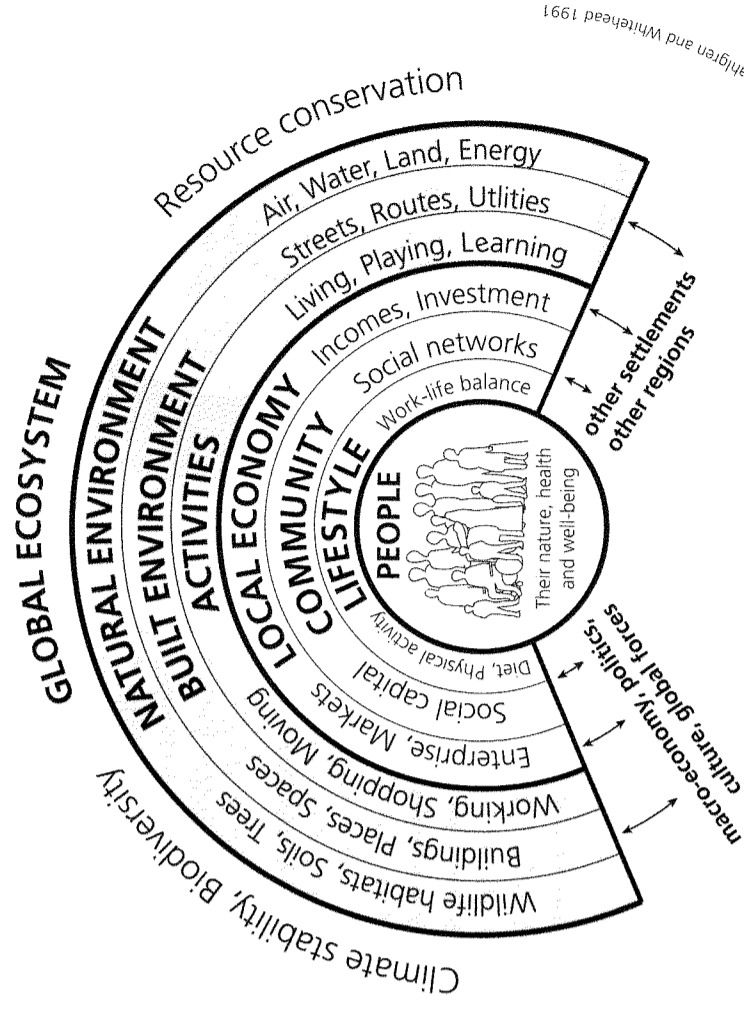 GLOBAL ECOSYSTEM
Climate stability, Biodiversity
Resource conservation
NATURAL ENVIRONMENT
Wildlife habitats, Soils, Trees
Air, Water, Land, Energy
BUILT ENVIRONMENT
Buildings, Places, Spaces
Streets, Routes, Utlities
ACTIVITIES
Working, Shopping, Moving
Living, Playing, Learning
LOCAL ECONOMY
Enterprise, Markets
Incomes, Investment
COMMUNITY
Social capital
Social networks
LIFESTYLE
Diet, Physical activity
Work-life balance
PEOPLE
Their nature, health
and well-being
macro-economy, politics,
culture, global forces
other settlements
other regions
and Whitehead 1991